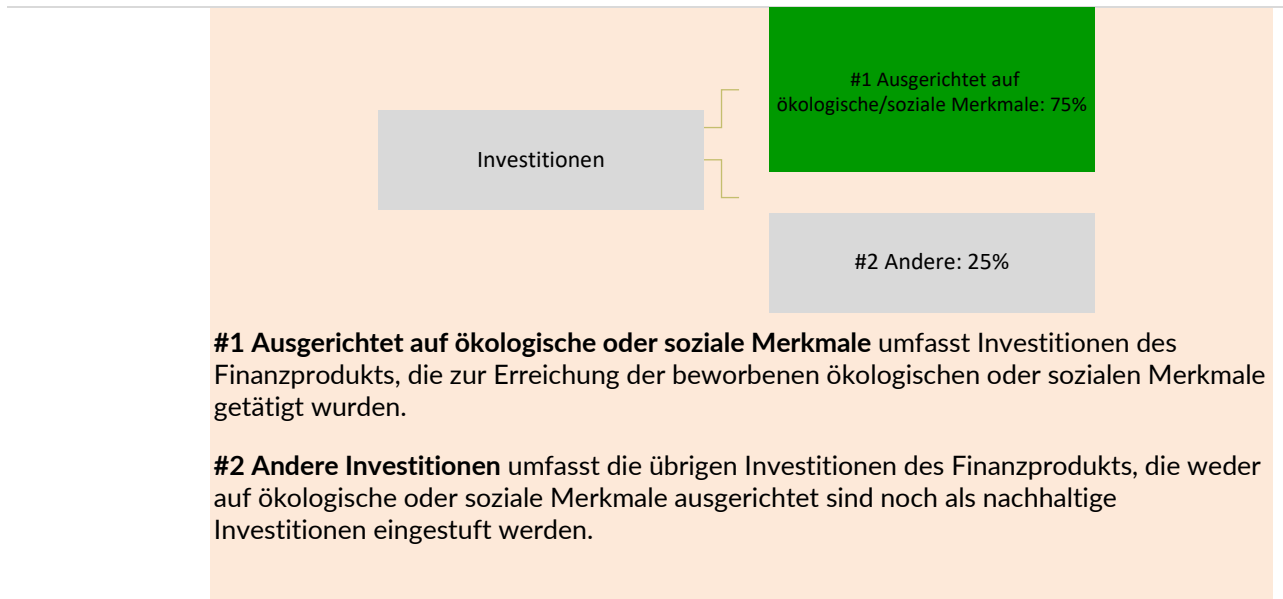 #1 Ausgerichtet auf
ökologische/soziale Merkmale: 75%
Investitionen
#2 Andere: 25%
#1 Ausgerichtet auf ökologische oder soziale Merkmale umfasst Investitionen des
Finanzprodukts, die zur Erreichung der beworbenen ökologischen oder sozialen Merkmale
getätigt wurden.
#2 Andere Investitionen umfasst die übrigen Investitionen des Finanzprodukts, die weder
auf ökologische oder soziale Merkmale ausgerichtet sind noch als nachhaltige
Investitionen eingestuft werden.